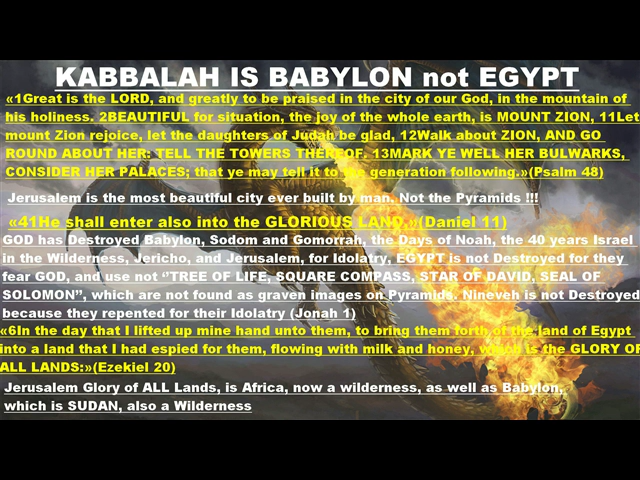 KABBALAH IS BABYLON not EGYPT
«1Great is the LORD, and greatly to be praised in the city of our God, in the mountain of
his holiness. 2BEAUTIFUL for situation, the joy of the whole earth, is MOUNT ZION, 11Let
mount Zion rejoice, let the daughters of Judah be glad, 12Walk about ZION, AND GO
ROUND ABOUT HER: TELL THE TOWERS THEREOF. 13MARK YE WELL HER BULWARKS,
CONSIDER HER PALACES; that ye may tell it to the generation following.»(Psalm 48)
Jerusalem is the most beautiful city ever built by man. Not the Pyramids !!!
«41He shall enter also into the GLORIOUS LAND.»(Daniel 11)
GOD has Destroyed Babylon, Sodom and Gomorrah, the Days of Noah, the 40 years Israel
in the Wilderness, Jericho, and Jerusalem, for Idolatry, EGYPT is not Destroyed for they
fear GOD, and use not ‘’TREE OF LIFE, SQUARE COMPASS, STAR OF DAVID, SEAL OF
SOLOMON’’, which are not found as graven images on Pyramids. Nineveh is not Destroyed
because they repented for their Idolatry (Jonah 1)
«6In the day that I lifted up mine hand unto them, to bring them forth of the land of Egypt
into a land that I had espied for them, flowing with milk and honey, which is the GLORY OF
ALL LANDS:»(Ezekiel 20)
Jerusalem Glory of ALL Lands, is Africa, now a wilderness, as well as Babylon,
which is SUDAN, also a Wilderness